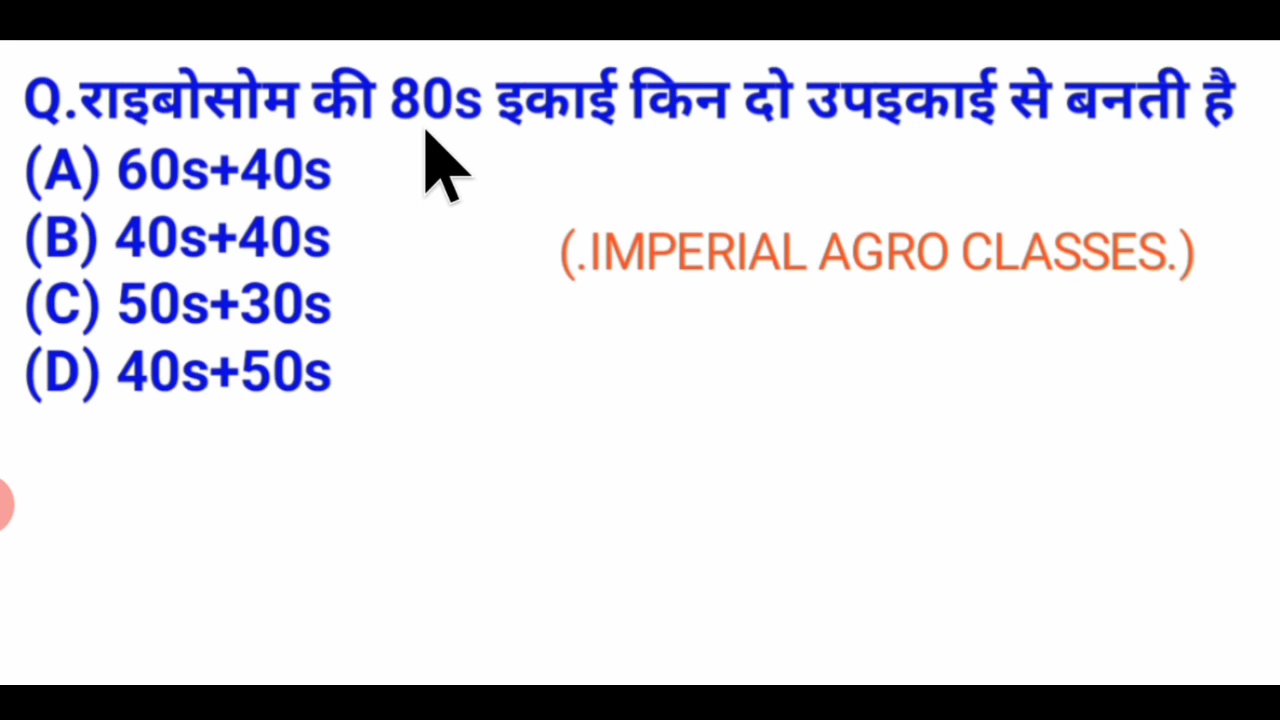 Q.राइबोसोम की 80s इकाई किन दो उपइकाई से बनती है
(A) 60s+40s
(B) 40s+40s
(.IMPERIAL AGRO CLASSES.)
(C) 50s+30s
(D) 40s+50s